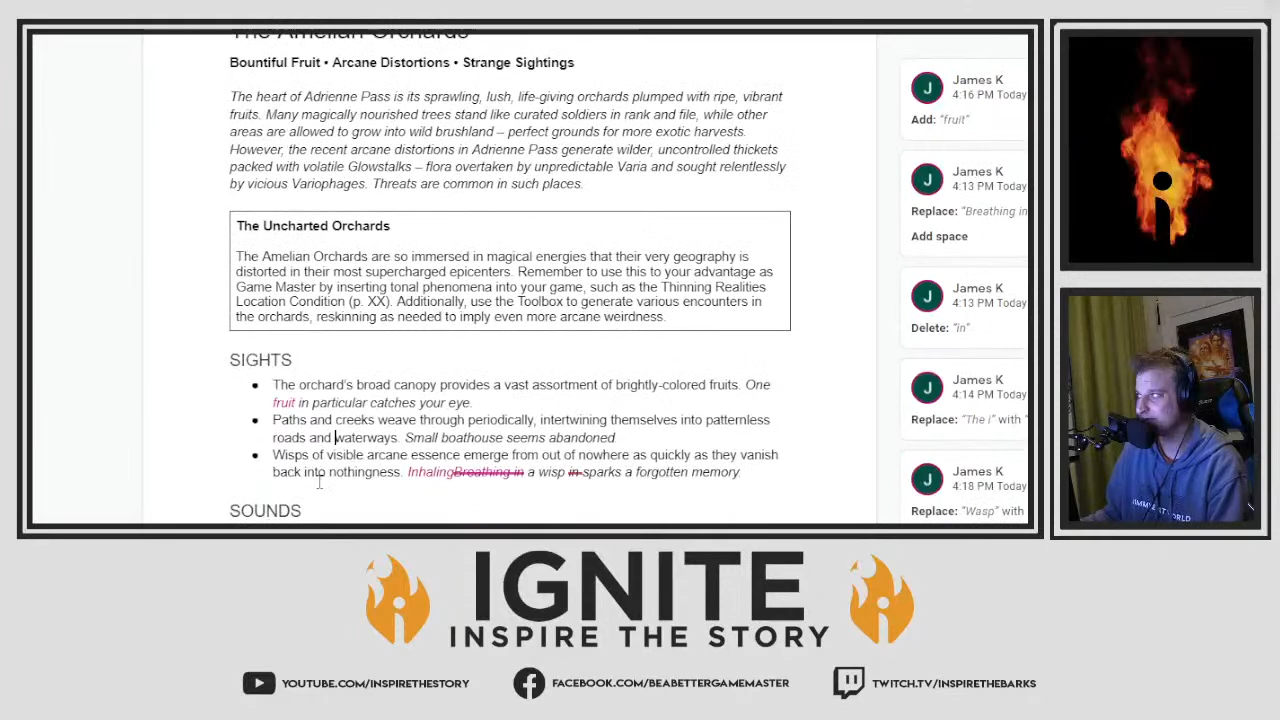 The Amelian Orchards
Bountiful Fruit • Arcane Distortions • Strange Sightings
The heart of Adrienne Pass is its sprawling, lush, life-giving orchards plumped with ripe, vibrant
fruits. Many magically nourished trees stand like curated soldiers in rank and file, while other
areas are allowed to grow into wild brushland – perfect grounds for more exotic harvests.
However, the recent arcane distortions in Adrienne Pass generate wilder, uncontrolled thickets
packed with volatile Glowstalks – flora overtaken by unpredictable Varia and sought relentlessly
by vicious Variophages. Threats are common in such places.
The Uncharted Orchards
The Amelian Orchards are so immersed in magical energies that their very geography is
distorted in their most supercharged epicenters. Remember to use this to your advantage as
Game Master by inserting tonal phenomena into your game, such as the Thinning Realities
Location Condition (p. XX). Additionally, use the Toolbox to generate various encounters in
the orchards, reskinning as needed to imply even more arcane weirdness.
SIGHTS
• The orchard's broad canopy provides a vast assortment of brightly-colored fruits. One
fruit in particular catches your eye.
• Paths and creeks weave through periodically, intertwining themselves into patternless
roads and waterways. Small boathouse seems abandoned.
• Wisps of visible arcane essence emerge from out of nowhere as quickly as they vanish
back into nothingness. InhalingBreathing in a wisp in sparks a forgotten memory.
SOUNDS
J
James K
4:16 PM Today
Add: "fruit"
J
James K
4:13 PM Today
Replace: "Breathing in
Add space
J
James K
4:13 PM Today
Delete: "in"
J
James K
4:14 PM Today
Replace: "The i" with "
J
James K
4:18 PM Today
Replace: "Wasp" with
IGNITE
INSPIRE THE STORY
YOUTUBE.COM/INSPIRETHESTORY
FACEBOOK.COM/BEABETTERGAMEMASTER
TWITCH.TV/INSPIRETHEBARKS